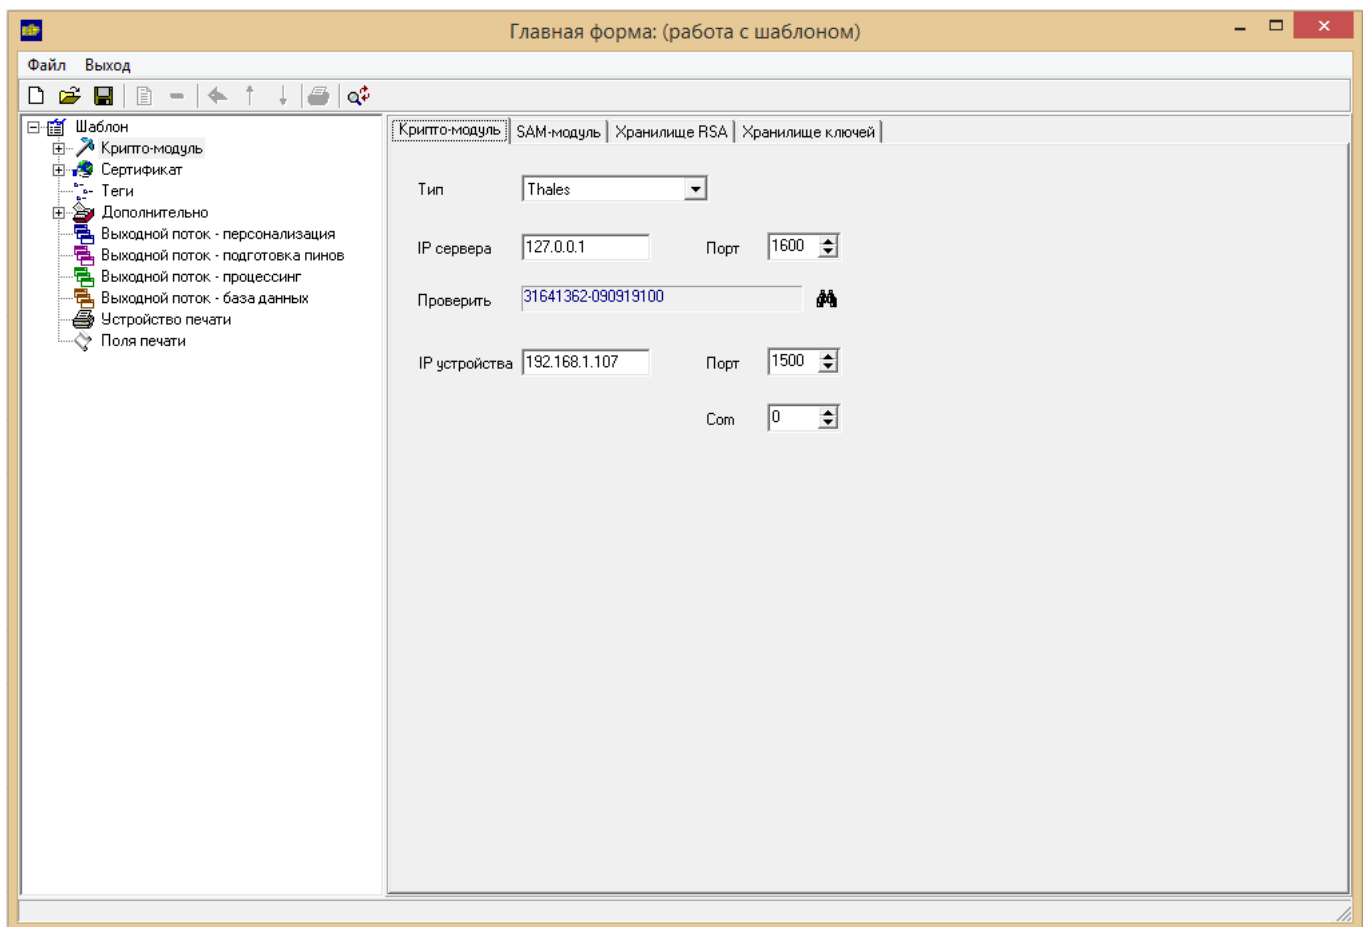 Главная форма: (работа с шаблоном)
Файл Выход
Шаблон
Крипто-модуль
Сертификат
Теги
Дополнительно
Выходной поток - персонализация
Выходной поток - подготовка пинов
Выходной поток - процессинг
Выходной поток - база данных
Устройство печати
Поля печати
Крипто-модуль SAM-модуль Хранилище RSA Хранилище ключей
Тип Thales
IP сервера 127.0.0.1 Порт 1600
Проверить 31641362-090919100
IP устройства 192.168.1.107 Порт 1500
Com 0